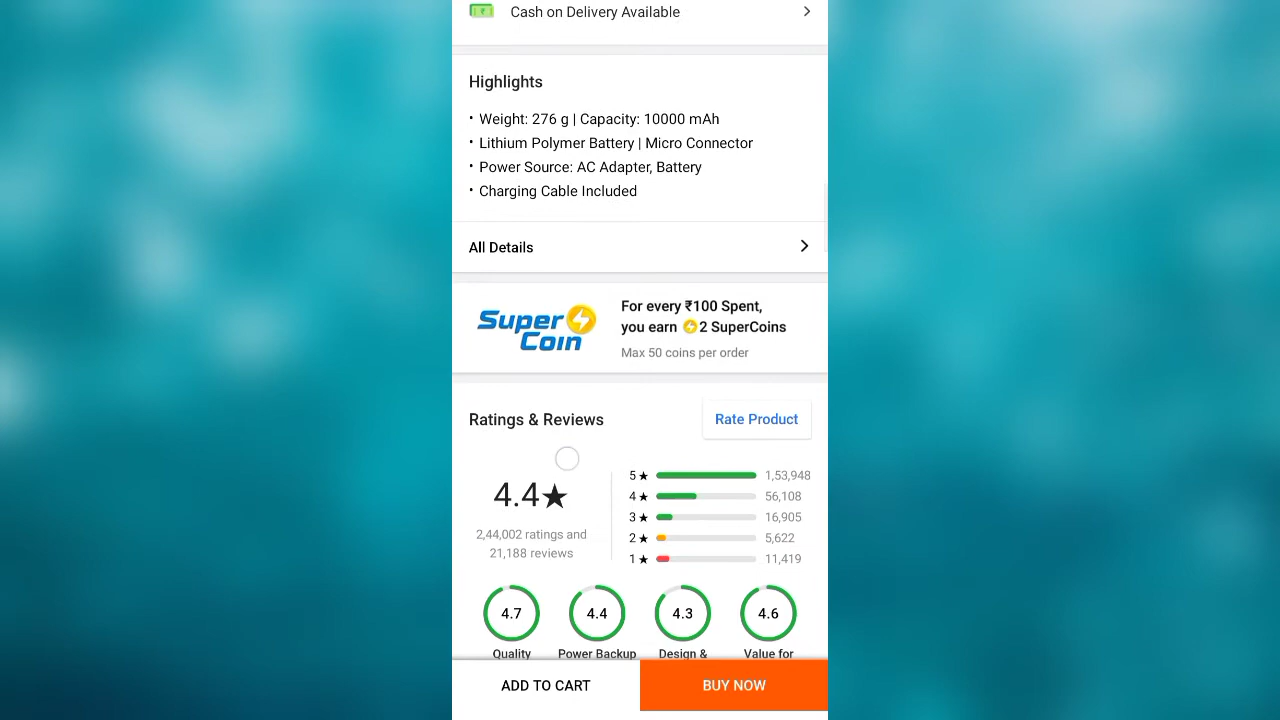 Cash on Delivery Available
Highlights
• Weight: 276 g | Capacity: 10000 mAh
• Lithium Polymer Battery | Micro Connector
• Power Source: AC Adapter, Battery
• Charging Cable Included
All Details
Super Coin
For every ₹100 Spent,
you earn 2 SuperCoins
Max 50 coins per order
Ratings & Reviews
Rate Product
4.4★
2,44,002 ratings and
21,188 reviews
5★ 1,53,948
4★ 56,108
3★ 16,905
2★ 5,622
1★ 11,419
4.7 4.4 4.3 4.6
Quality Power Backup Design & Value for
ADD TO CART BUY NOW